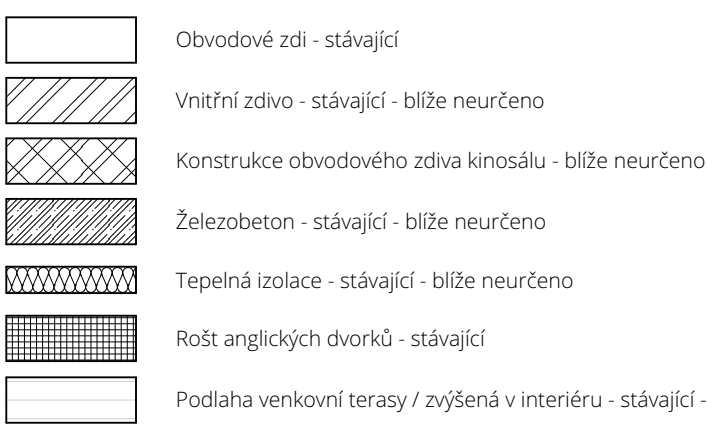 Obvodové zdi - stávající
Vnitřní zdivo - stávající - blíže neurčeno
Konstrukce obvodového zdiva kinosálu - blíže neurčeno
Železobeton - stávající - blíže neurčeno
Tepelná izolace - stávající - blíže neurčeno
Rošt anglických dvorků - stávající
Podlaha venkovní terasy / zvýšená v interiéru - stávající -